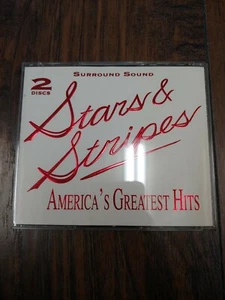 SURROUND SOUND
2
DISCS
Stars &
Stripes
AMERICA'S GREATEST HITS